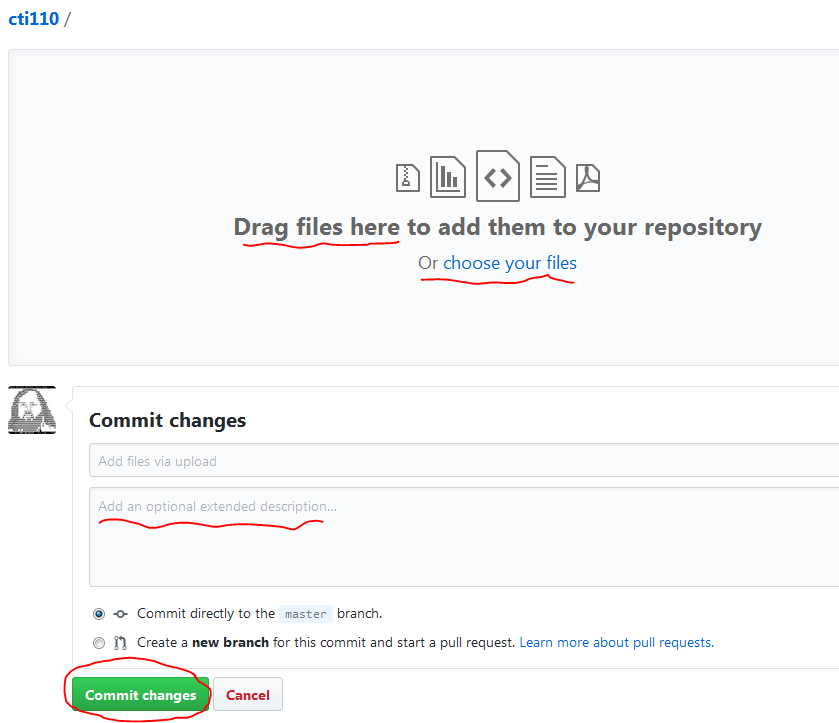 cti110 /
Drag files here to add them to your repository
Or choose your files
Commit changes
Add files via upload
Add an optional extended description...
Commit directly to the master branch.
Create a new branch for this commit and start a pull request. Learn more about pull requests.
Commit changes Cancel